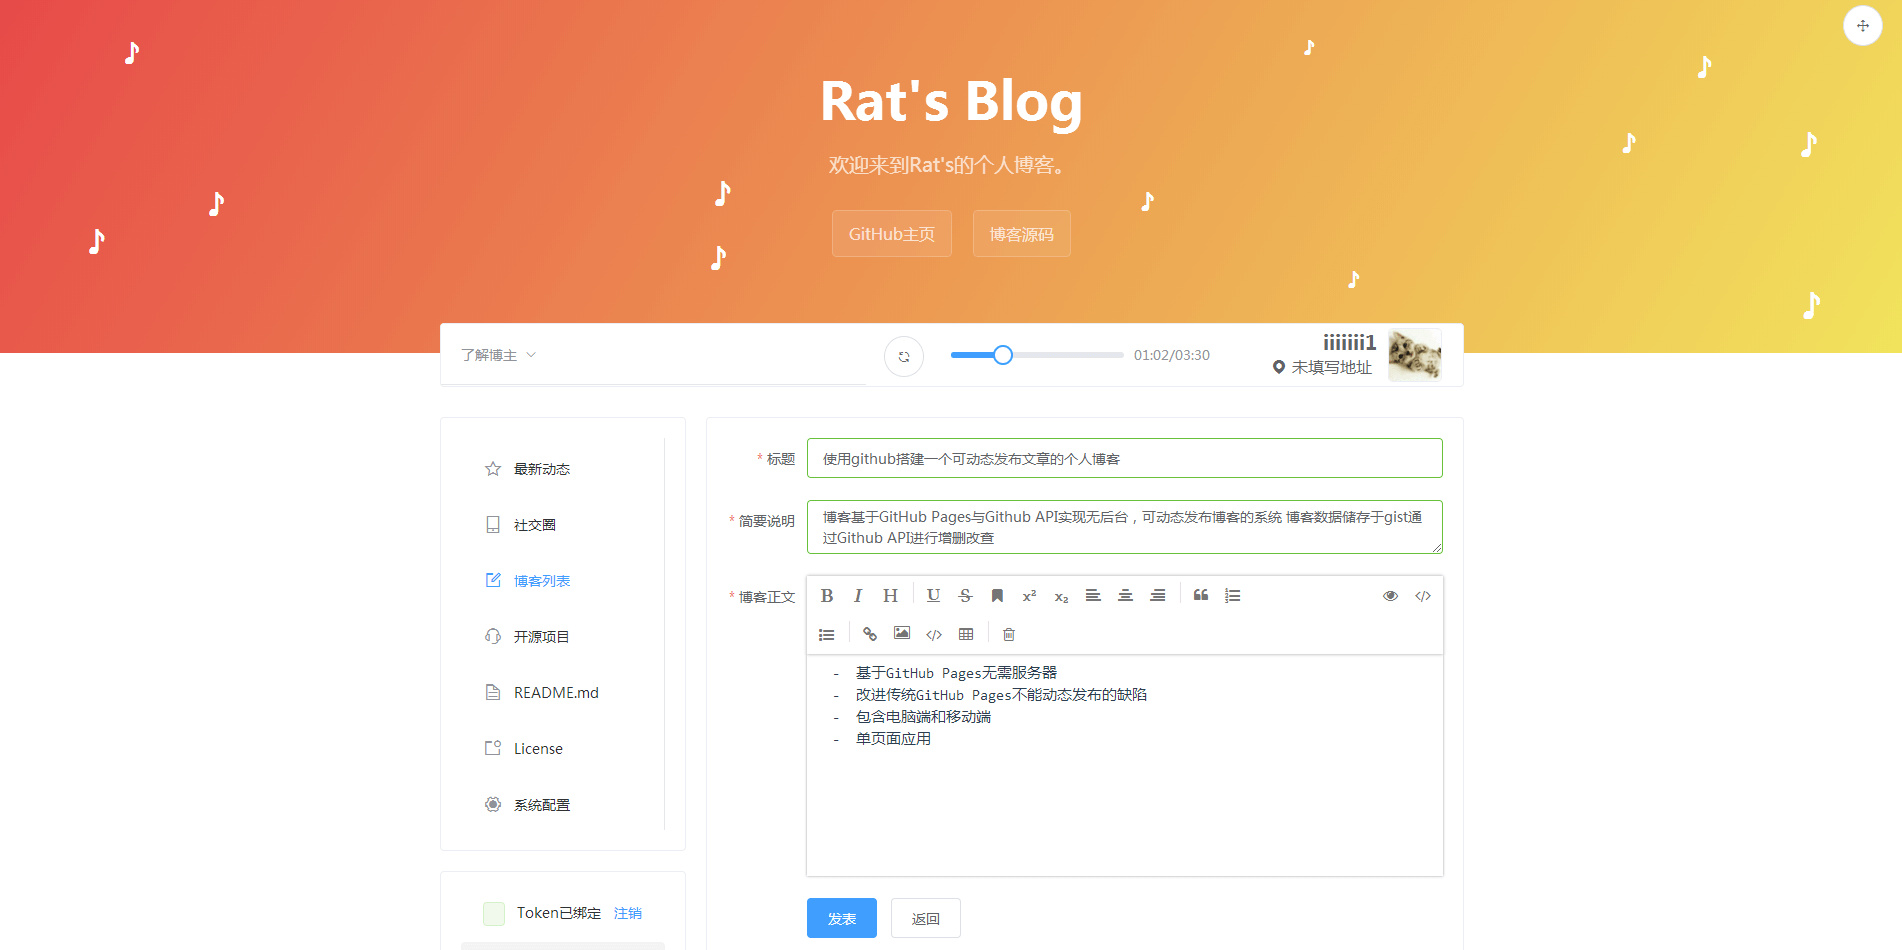 Rat's Blog
欢迎来到Rat's的个人博客。
GitHub主页
博客源码
了解博主
01:02/03:30
iiiiiii1
未填写地址
最新动态
社交圈
博客列表
开源项目
README.md
License
系统配置
Token已绑定 注销
* 标题
使用github搭建一个可动态发布文章的个人博客
* 简要说明
博客基于GitHub Pages与Github API实现无后台，可动态发布博客的系统 博客数据储存于gist通
过Github API进行增删改查
* 博客正文
- 基于GitHub Pages无需服务器
- 改进传统GitHub Pages不能动态发布的缺陷
- 包含电脑端和移动端
- 单页面应用
发表
返回